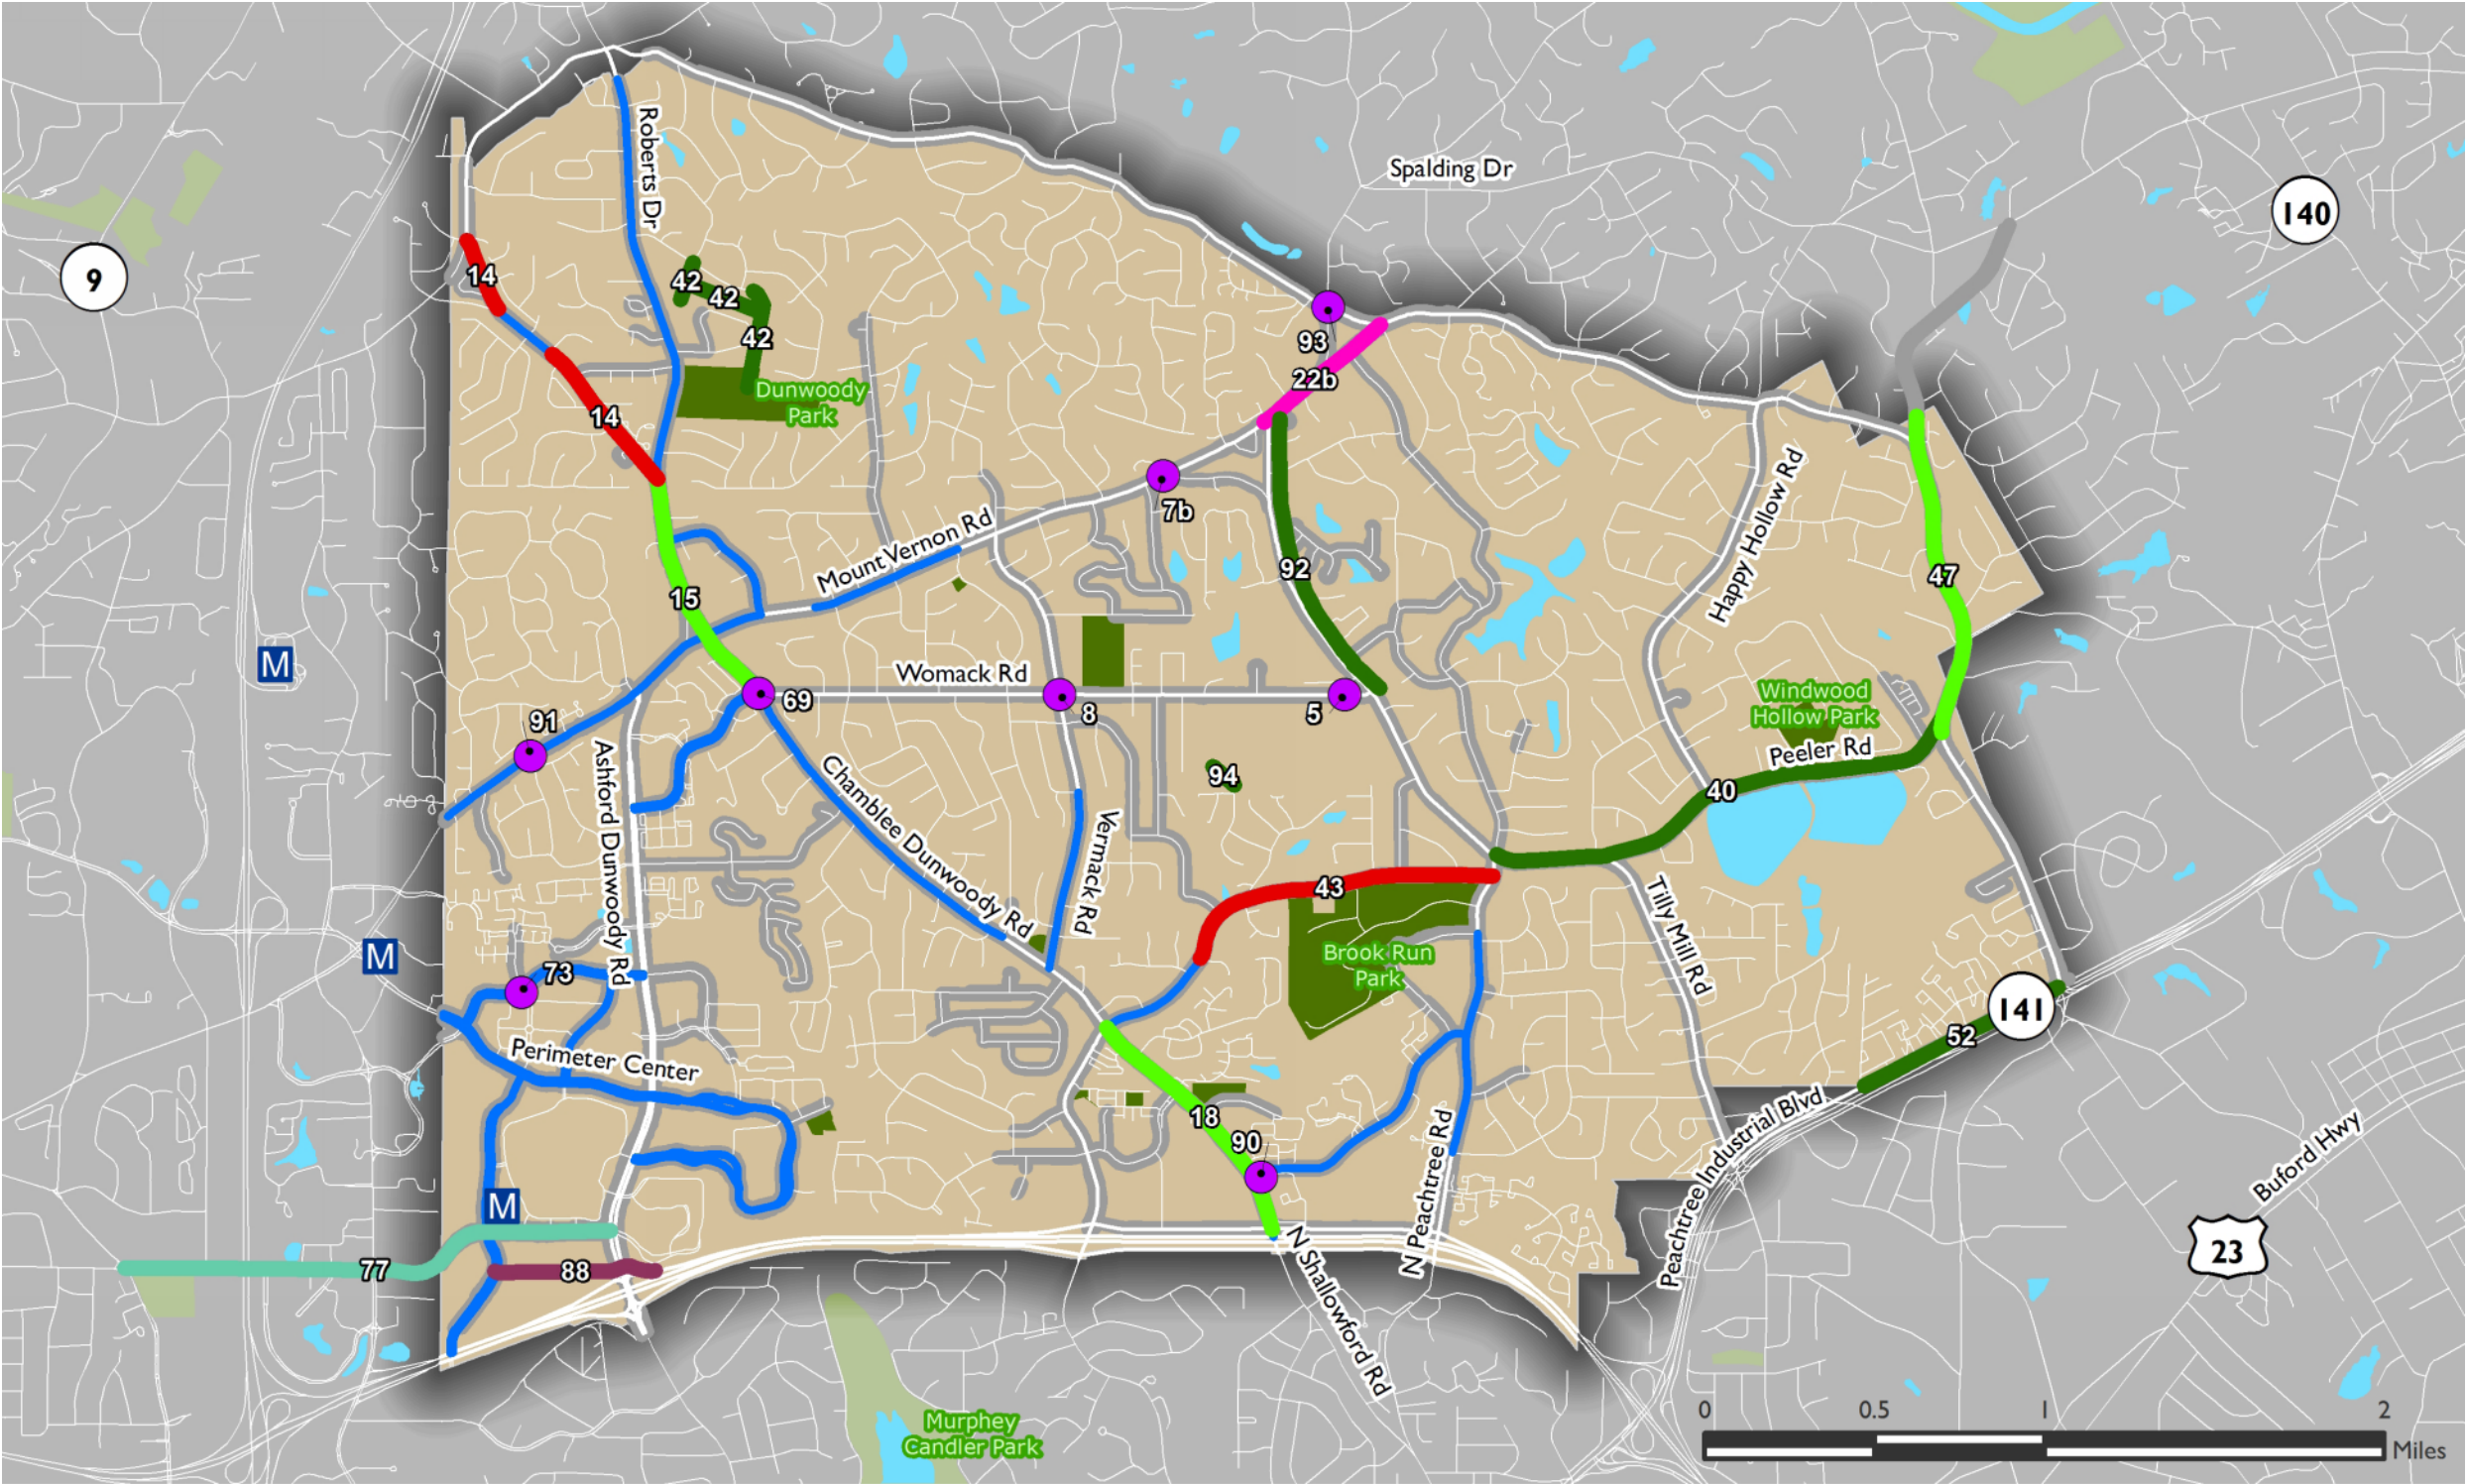 Roberts Dr
Spalding Dr
140
9
14
42
42
42
93
22b
14
Dunwoody
Park
Happy Hollow Rd
7b
Mount Vernon Rd
92
47
15
M
Womack Rd
69
8
5
Windwood
Hollow Park
Peeler Rd
91
Ashford Dunwoody Rd
Chamblee Dunwoody Rd
94
40
Vermack Rd
43
Tilly Mill Rd
M
73
Brook Run
Park
141
52
Perimeter Center
18
90
N Peachtree Rd
Peachtree Industrial Blvd
Buford Hwy
M
23
77
88
N Shallowford Rd
Murphey
Candler Park
0
0.5
1
2
Miles